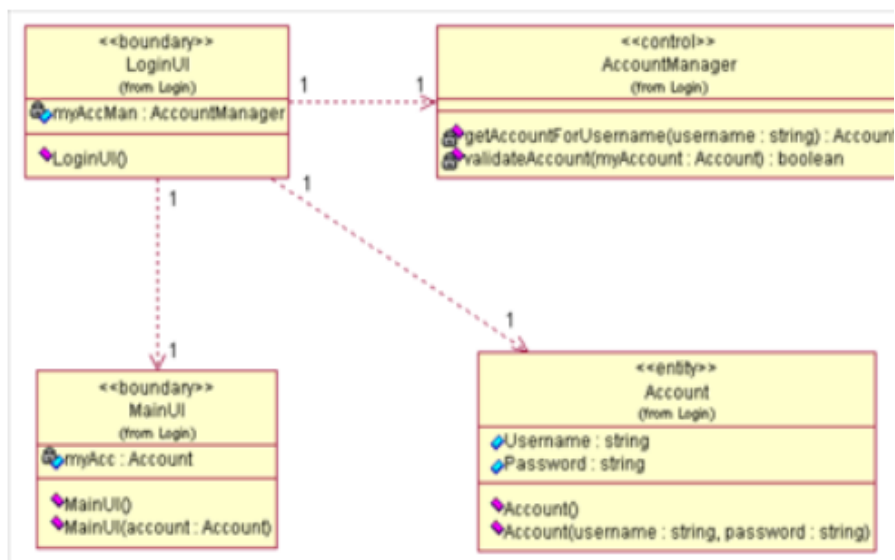 <<boundary>>
LoginUI
(from Login)
myAccMan : AccountManager
LoginUI()
1
1
<<control>>
AccountManager
(from Login)
getAccountForUsername(username : string) : Account
validateAccount(myAccount : Account) : boolean
1
1
1
1
<<boundary>>
MainUI
(from Login)
myAcc : Account
MainUI()
MainUI(account : Account)
<<entity>>
Account
(from Login)
Username : string
Password : string
Account()
Account(username : string, password : string)